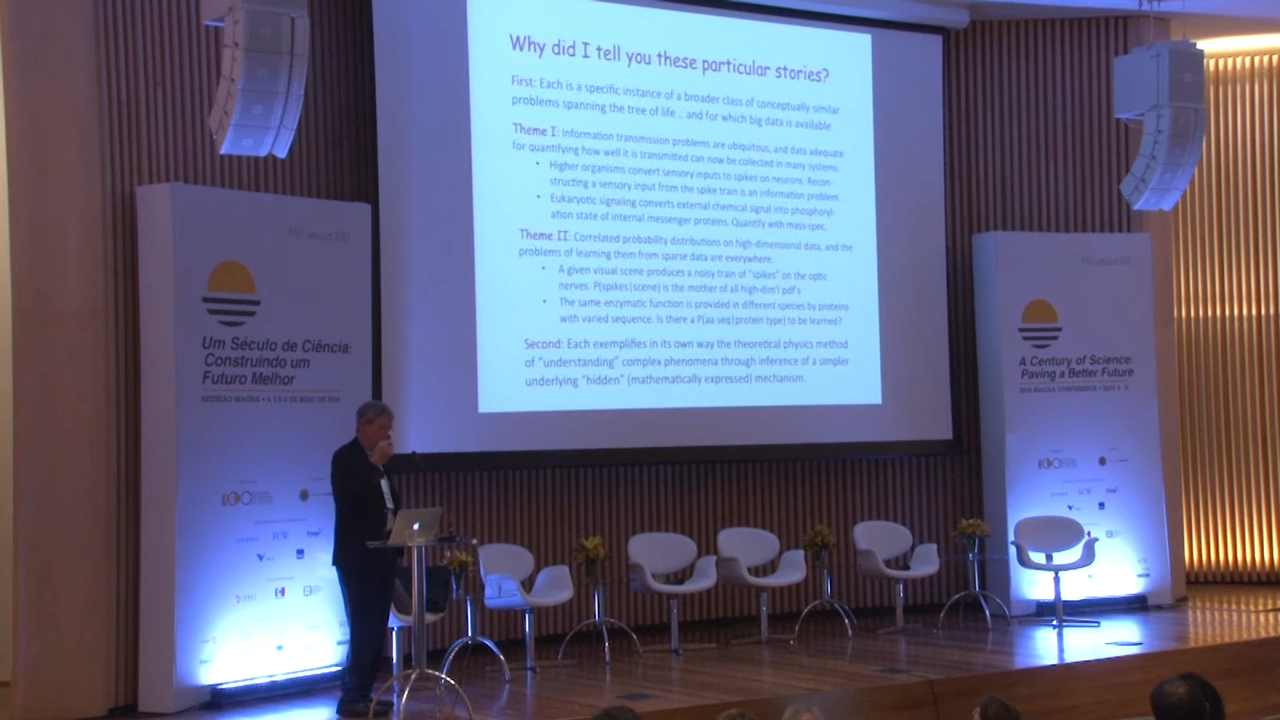 Why did I tell you these particular stories?
First: Each is a specific instance of a broader class of conceptually similar
problems spanning the tree of life .. and for which big data is available
Theme I: Information transmission problems are ubiquitous, and data adequate
for quantifying how well it is transmitted can now be collected in many systems.
• Higher organisms convert sensory inputs to spikes on neurons. Recon-
structing a sensory input from the spike train is an information problem.
• Eukaryotic signaling converts external chemical signal into phosphoryl-
ation state of internal messenger proteins. Quantify with mass-spec.
Theme II: Correlated probability distributions on high-dimensional data, and the
problems of learning them from sparse data are everywhere.
• A given visual scene produces a noisy train of "spikes" on the optic
nerves. P(spikes|scene) is the mother of all high-dim'l pdf's
• The same enzymatic function is provided in different species by proteins
with varied sequence. Is there a P(aa seq|protein type) to be learned?
Second: Each exemplifies in its own way the theoretical physics method
of "understanding" complex phenomena through inference of a simpler
underlying "hidden" (mathematically expressed) mechanism.
Um Século de Ciência:
Construindo um
Futuro Melhor
A Century of Science:
Paving a Better Future